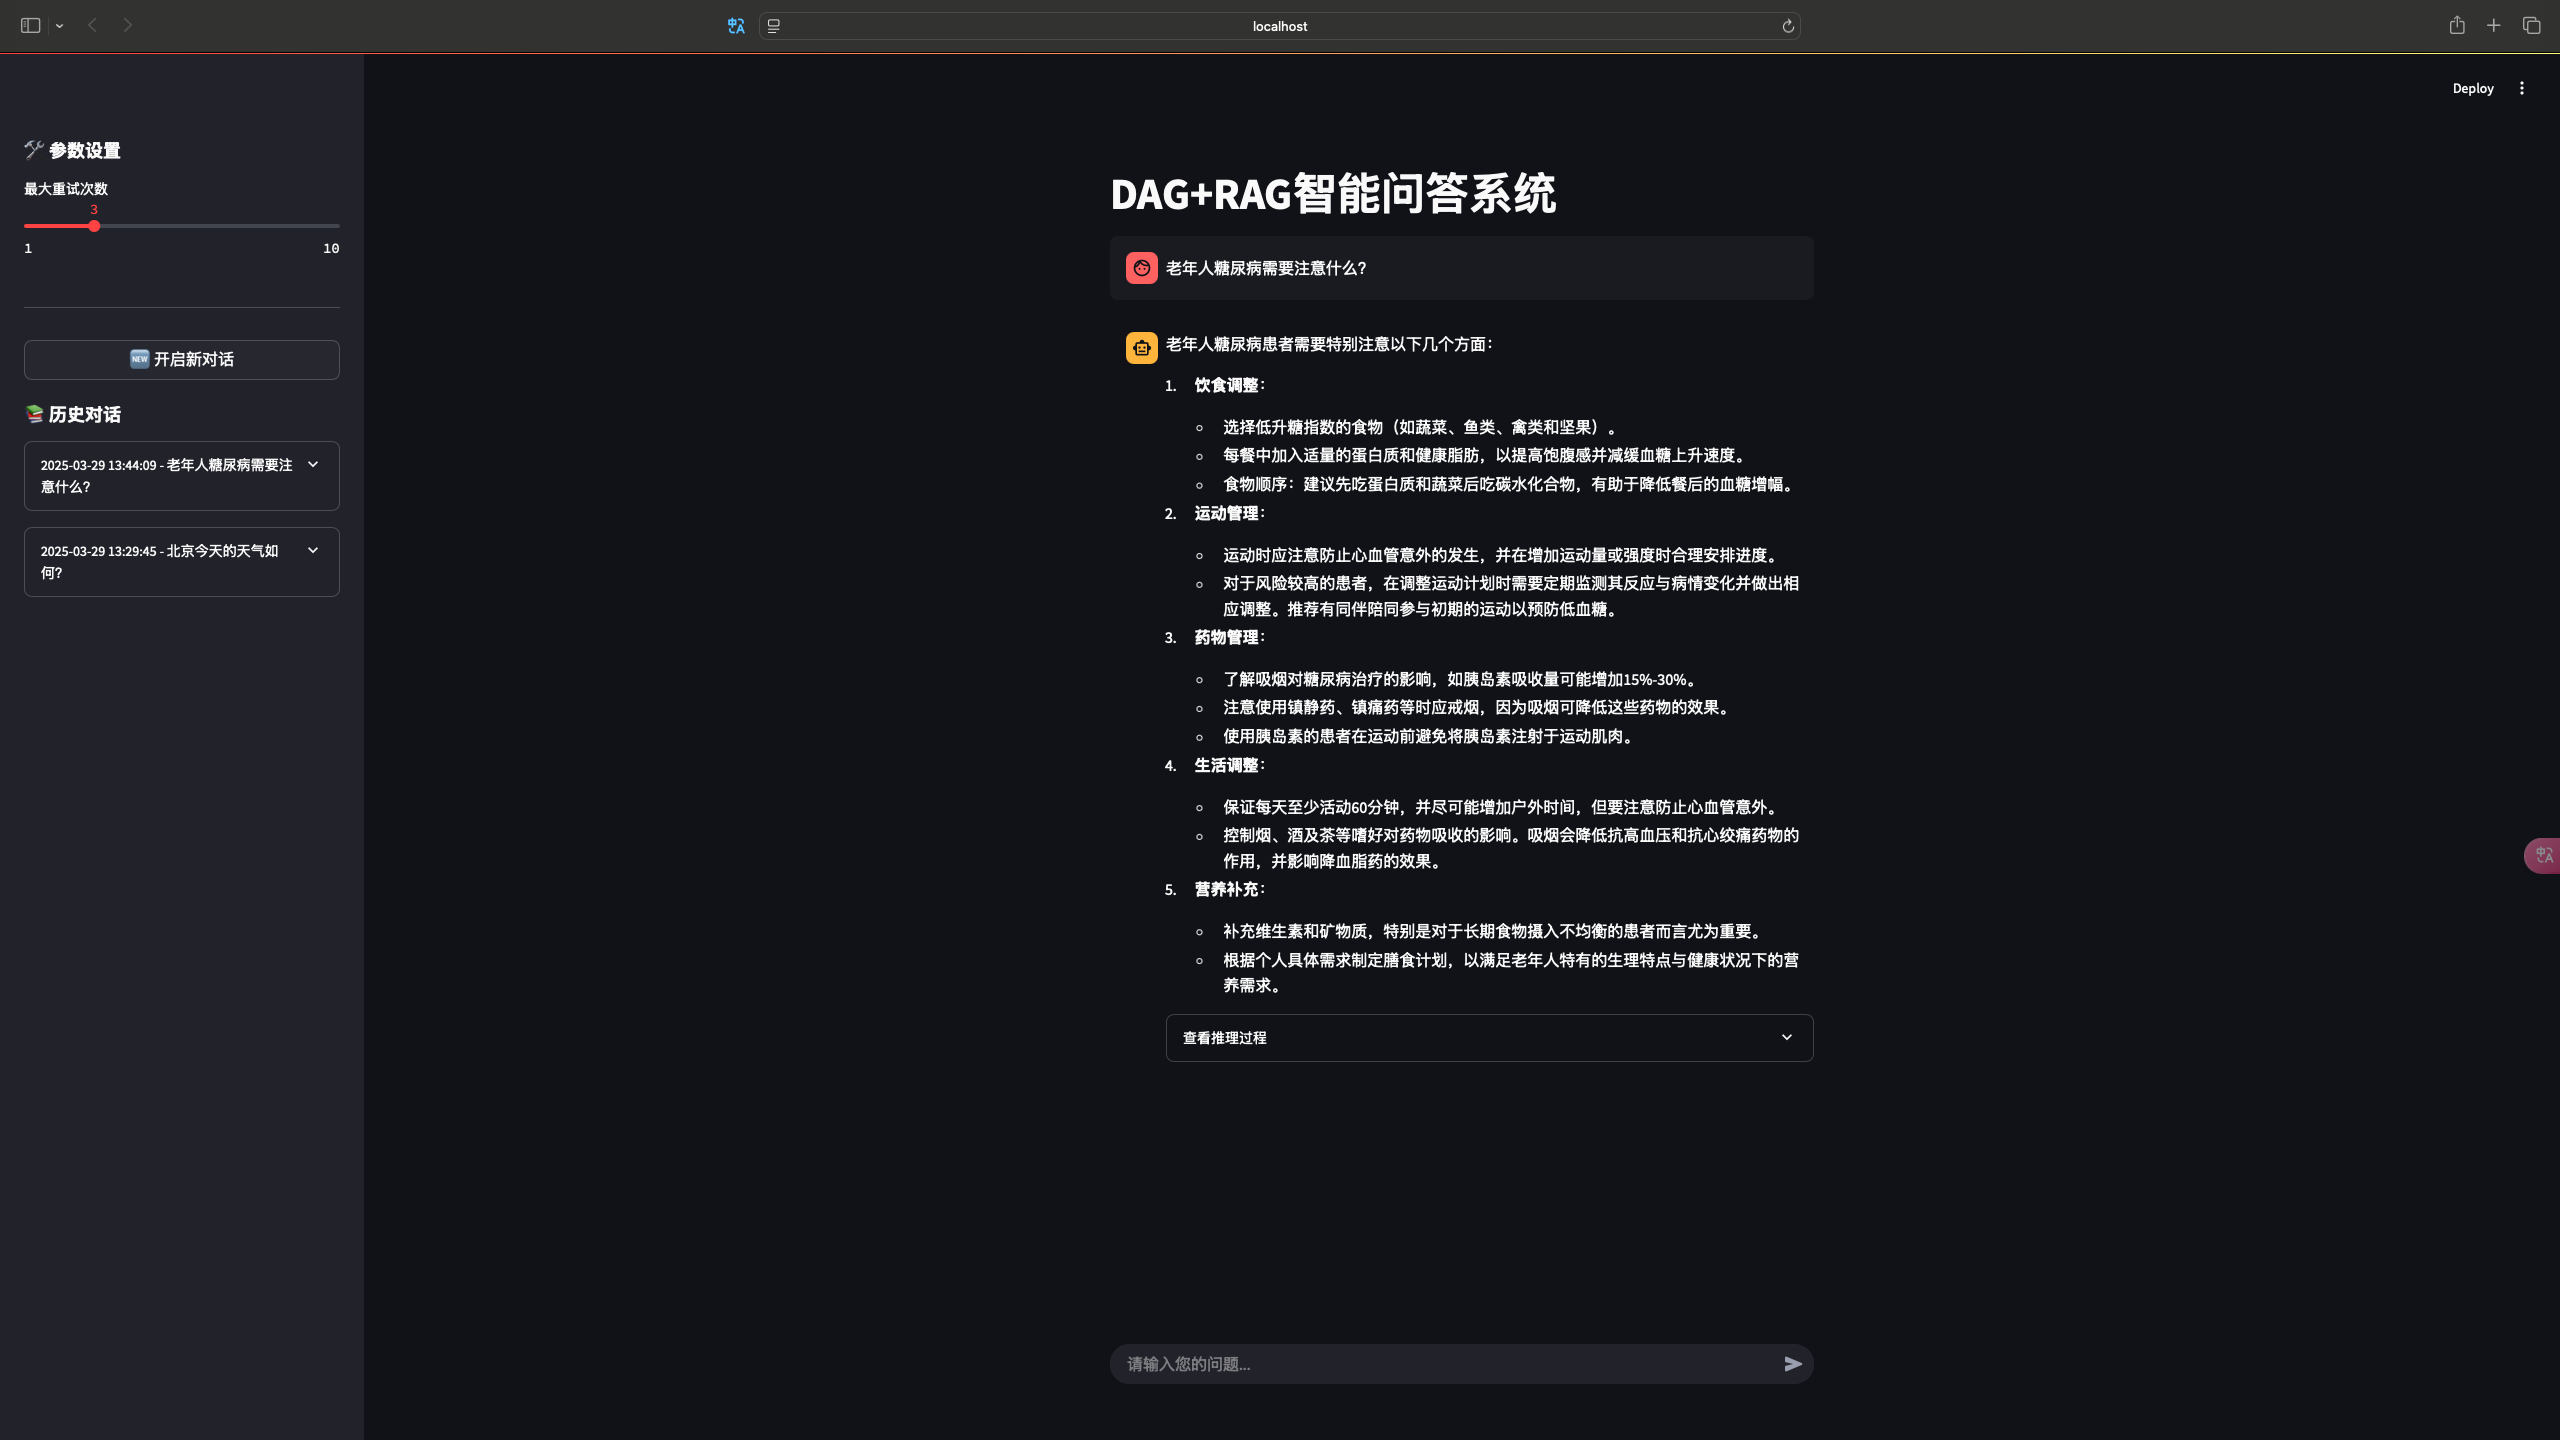 localhost
Deploy
🛠 参数设置
最大重试次数
3
1
10
🆕 开启新对话
📚 历史对话
2025-03-29 13:44:09 - 老年人糖尿病需要注
意什么?
2025-03-29 13:29:45 - 北京今天的天气如
何?
DAG+RAG智能问答系统
老年人糖尿病需要注意什么?
老年人糖尿病患者需要特别注意以下几个方面：
1. 饮食调整：
选择低升糖指数的食物（如蔬菜、鱼类、禽类和坚果）。
每餐中加入适量的蛋白质和健康脂肪，以提高饱腹感并减缓血糖上升速度。
食物顺序：建议先吃蛋白质和蔬菜后吃碳水化合物，有助于降低餐后的血糖增幅。
2. 运动管理：
运动时应注意防止心血管意外的发生，并在增加运动量或强度时合理安排进度。
对于风险较高的患者，在调整运动计划时需要定期监测其反应与病情变化并做出相
应调整。推荐有同伴陪同参与初期的运动以预防低血糖。
3. 药物管理：
了解吸烟对糖尿病治疗的影响，如胰岛素吸收量可能增加15%-30%。
注意使用镇静药、镇痛药等时应戒烟，因为吸烟可降低这些药物的效果。
使用胰岛素的患者在运动前避免将胰岛素注射于运动肌肉。
4. 生活调整：
保证每天至少活动60分钟，并尽可能增加户外时间，但要注意防止心血管意外。
控制烟、酒及茶等嗜好对药物吸收的影响。吸烟会降低抗高血压和抗心绞痛药物的
作用，并影响降血脂药的效果。
5. 营养补充：
补充维生素和矿物质，特别是对于长期食物摄入不均衡的患者而言尤为重要。
根据个人具体需求制定膳食计划，以满足老年人特有的生理特点与健康状况下的营
养需求。
查看推理过程
请输入您的问题...